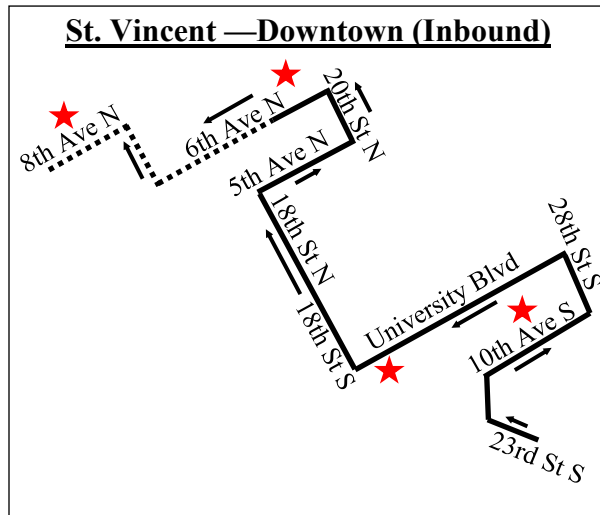 St. Vincent —Downtown (Inbound)
8th Ave N
6th Ave N
20th St N
5th Ave N
18th St N
18th St S
University Blvd
28th St S
10th Ave S
23rd St S